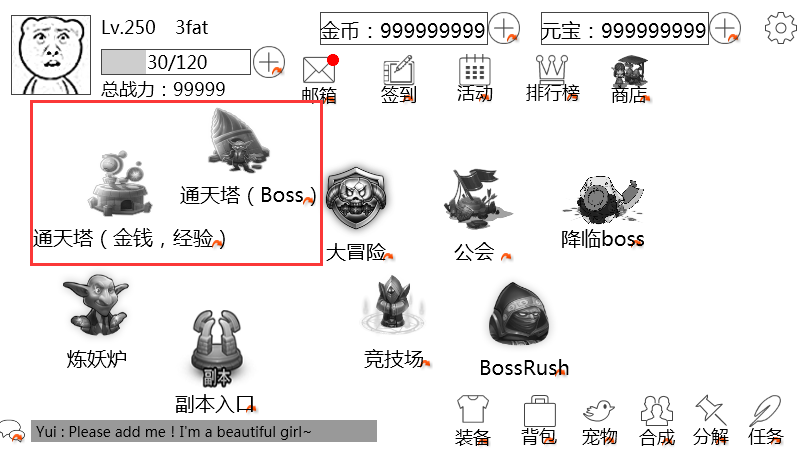 Lv.250 3fat
金币：999999999
元宝：999999999
30/120
总战力：99999
邮箱
签到
活动
排行榜
商店
通天塔（Boss）
通天塔（金钱，经验）
大冒险
公会
降临boss
炼妖炉
副本
副本入口
竞技场
BossRush
Yui : Please add me ! I'm a beautiful girl~
装备
背包
宠物
合成
分解
任务